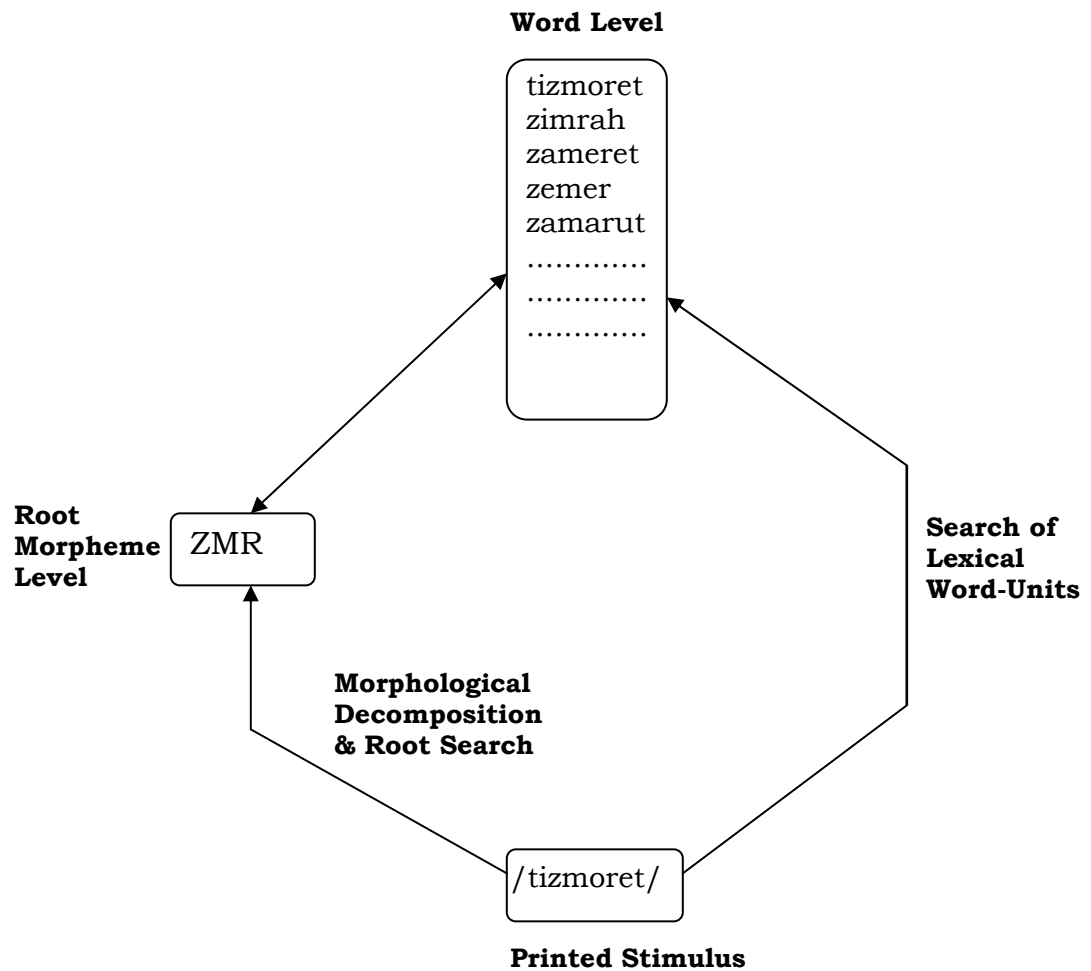 Word Level
tizmoret
zimrah
zameret
zemer
zamarut
.............
.............
.............
Root
Morpheme
Level
ZMR
Search of
Lexical
Word-Units
Morphological
Decomposition
& Root Search
/tizmoret/
Printed Stimulus